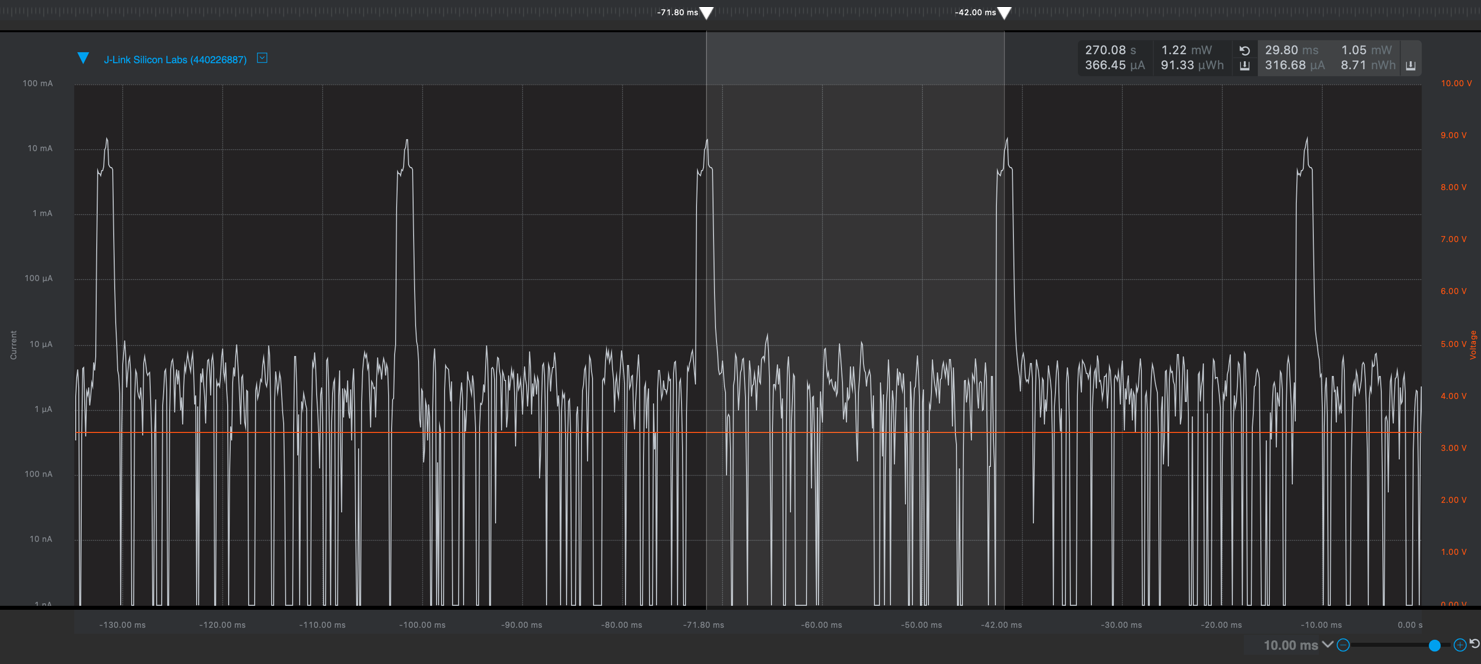 -71.80 ms
-42.00 ms
J-Link Silicon Labs (440226887)
270.08 s 1.22 mW 29.80 ms 1.05 mW
366.45 µA 91.33 µWh 316.68 µA 8.71 nWh
100 mA
10.00 V
9.00 V
10 mA
8.00 V
1 mA
7.00 V
100 µA
6.00 V
Current
Voltage
10 µA
5.00 V
4.00 V
1 µA
3.00 V
100 nA
2.00 V
10 nA
1.00 V
1 nA
0.00 V
-130.00 ms -120.00 ms -110.00 ms -100.00 ms -90.00 ms -80.00 ms -71.80 ms -60.00 ms -50.00 ms -42.00 ms -30.00 ms -20.00 ms -10.00 ms 0.00 s
10.00 ms